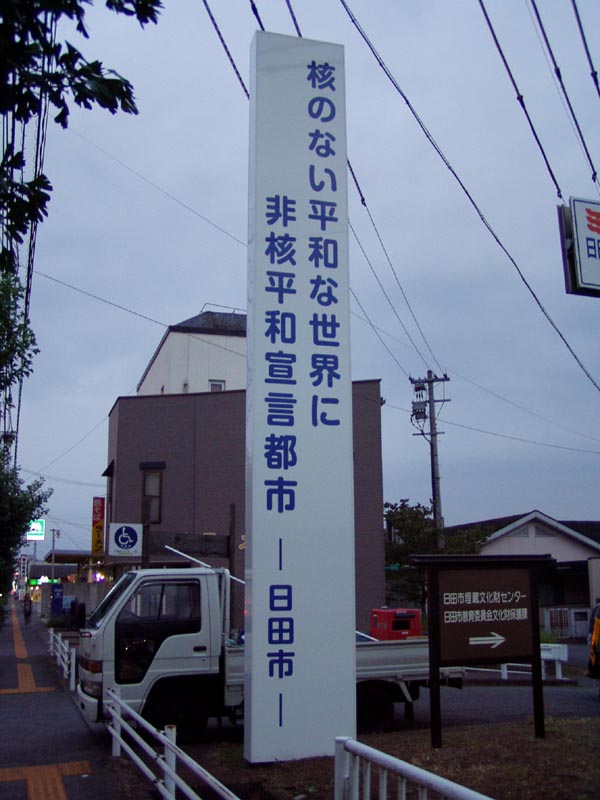 核のない平和な世界に
非核平和宣言都市 ―日田市―
日田市埋蔵文化財センター
日田市教育委員会文化財保護課
日